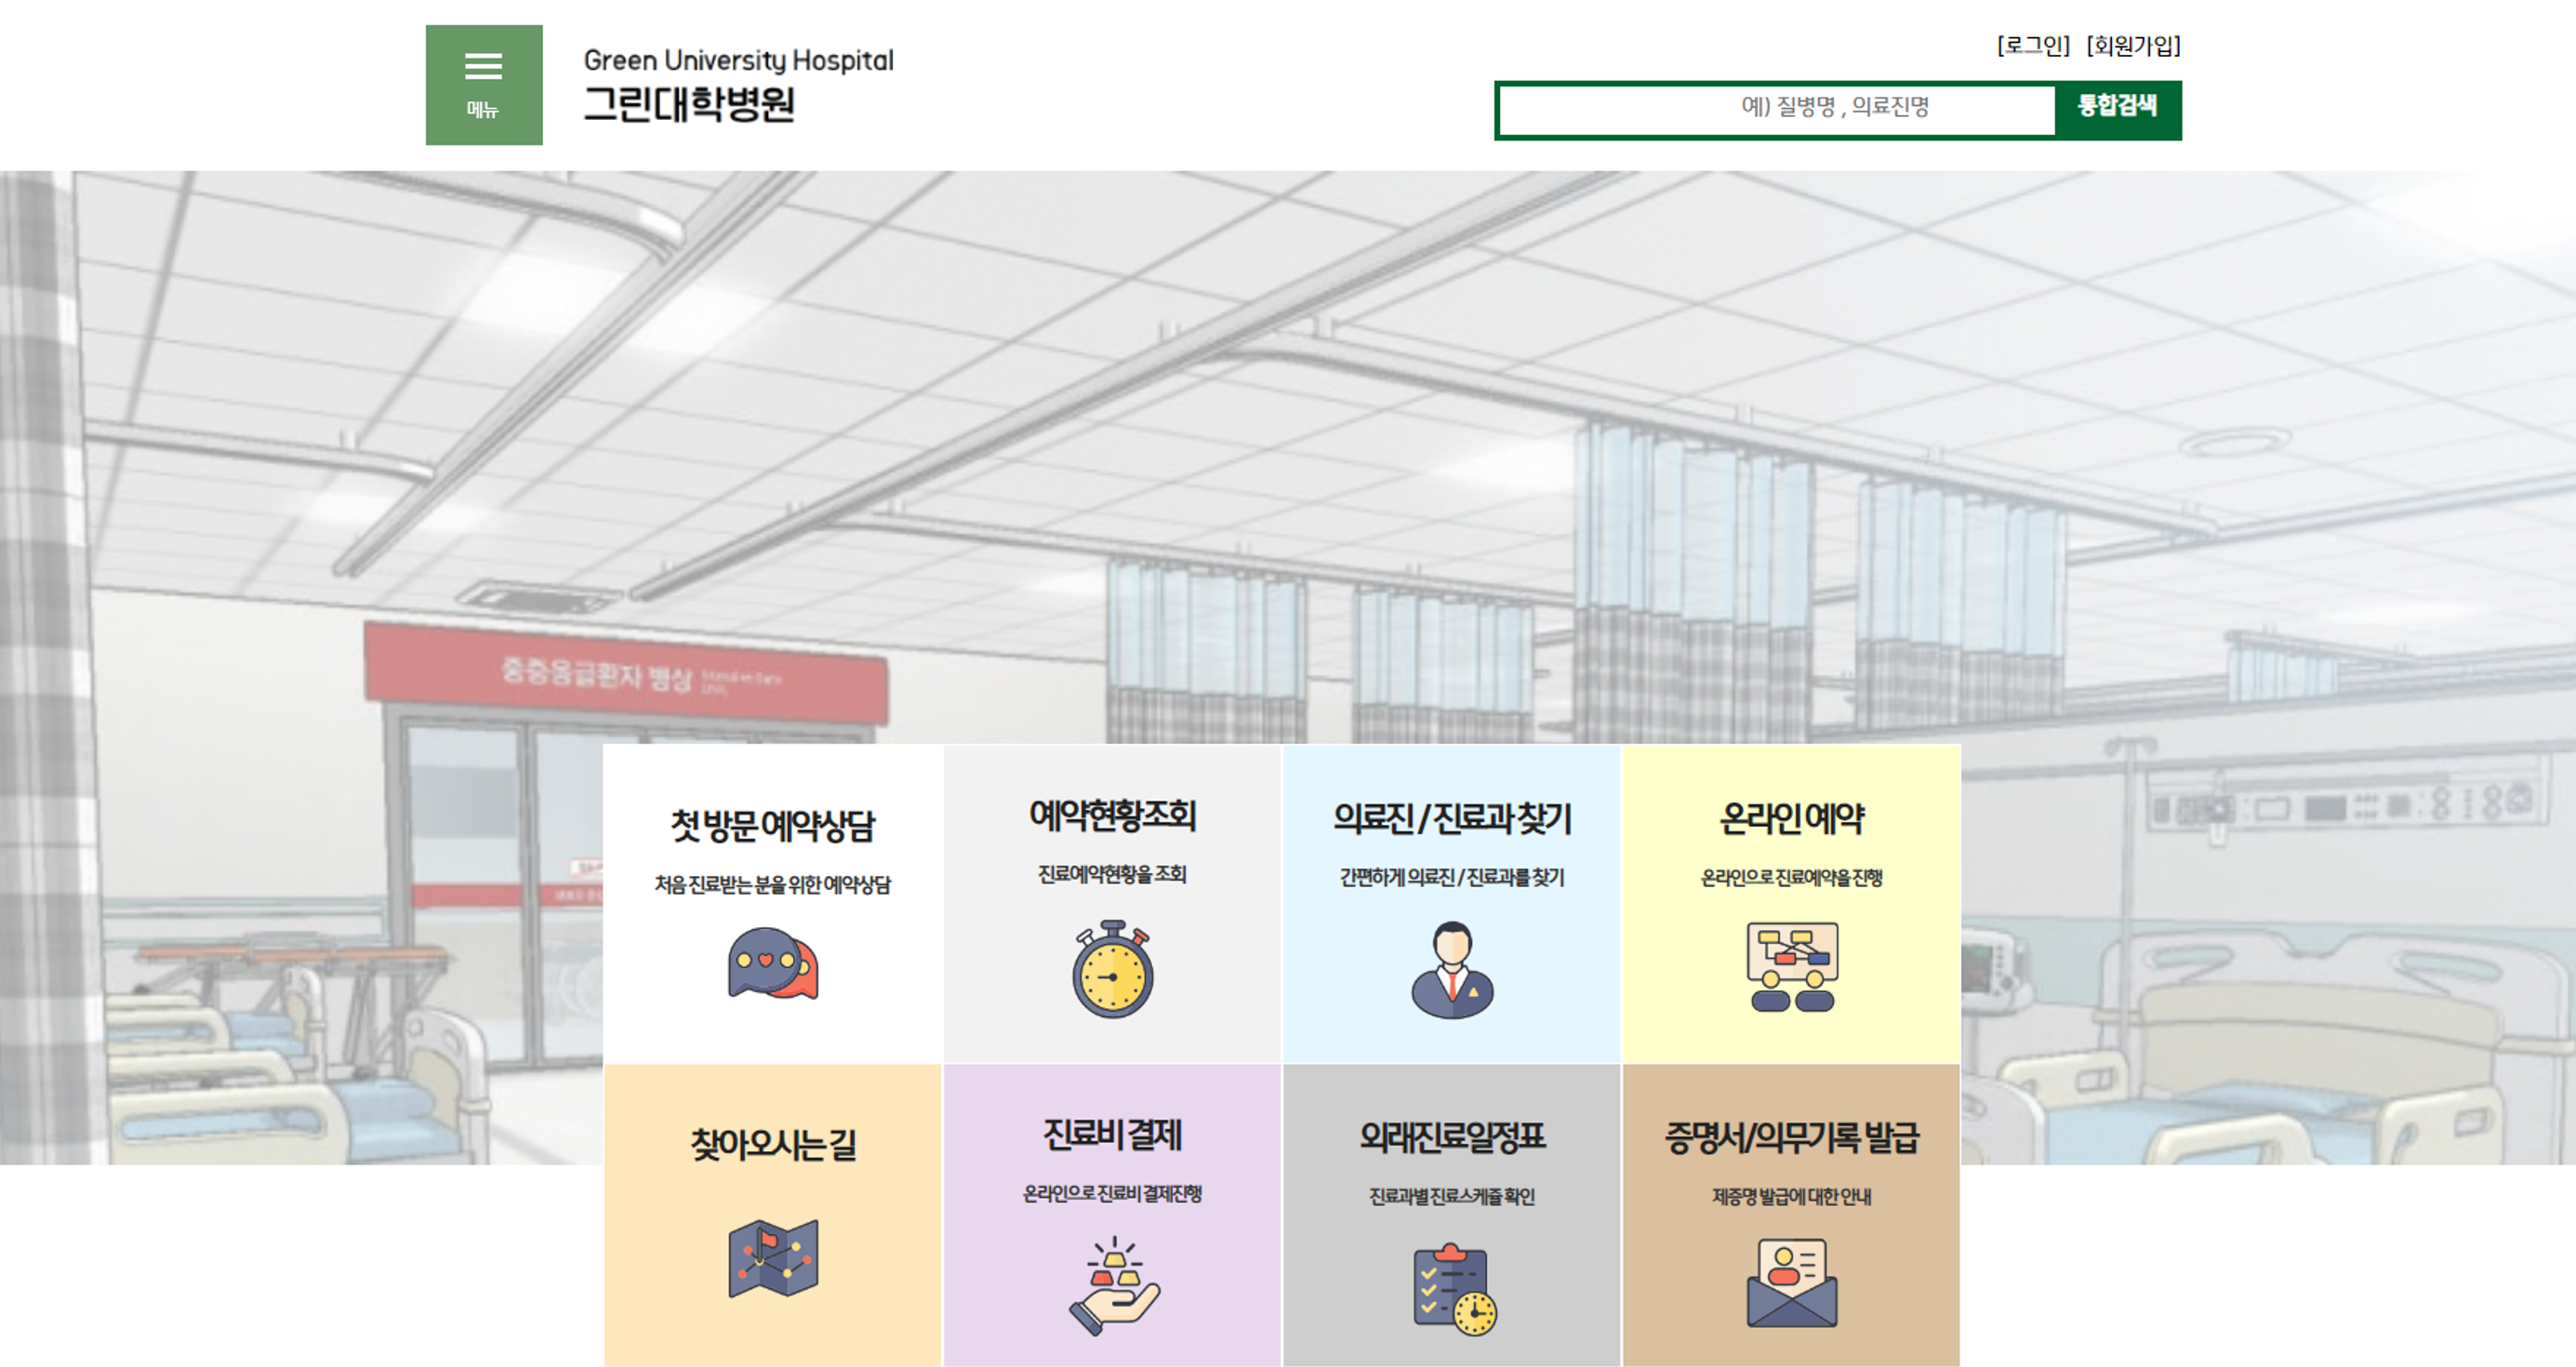 메뉴
Green University Hospital
그린대학병원
[로그인] [회원가입]
예) 질병명 , 의료진명
통합검색
중증응급환자 병상
첫 방문 예약상담
처음 진료받는 분을 위한 예약상담
예약현황조회
진료예약현황을 조회
의료진 / 진료과 찾기
간편하게 의료진 / 진료과를 찾기
온라인 예약
온라인으로 진료예약을 진행
찾아오시는 길
진료비 결제
온라인으로 진료비 결제진행
외래진료일정표
진료과별 진료스케쥴 확인
증명서/의무기록 발급
제증명 발급에 대한 안내